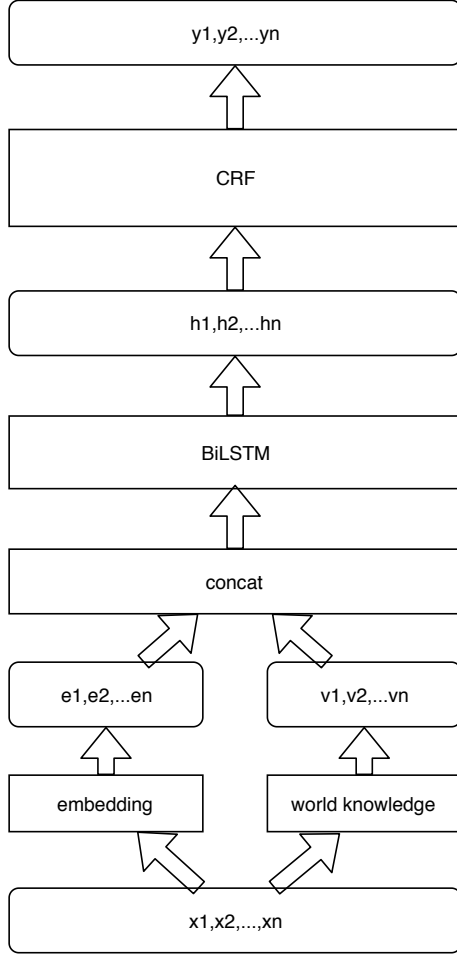 y1,y2,...yn
CRF
h1,h2,...hn
BiLSTM
concat
e1,e2,...en
v1,v2,...vn
embedding
world knowledge
x1,x2,...,xn